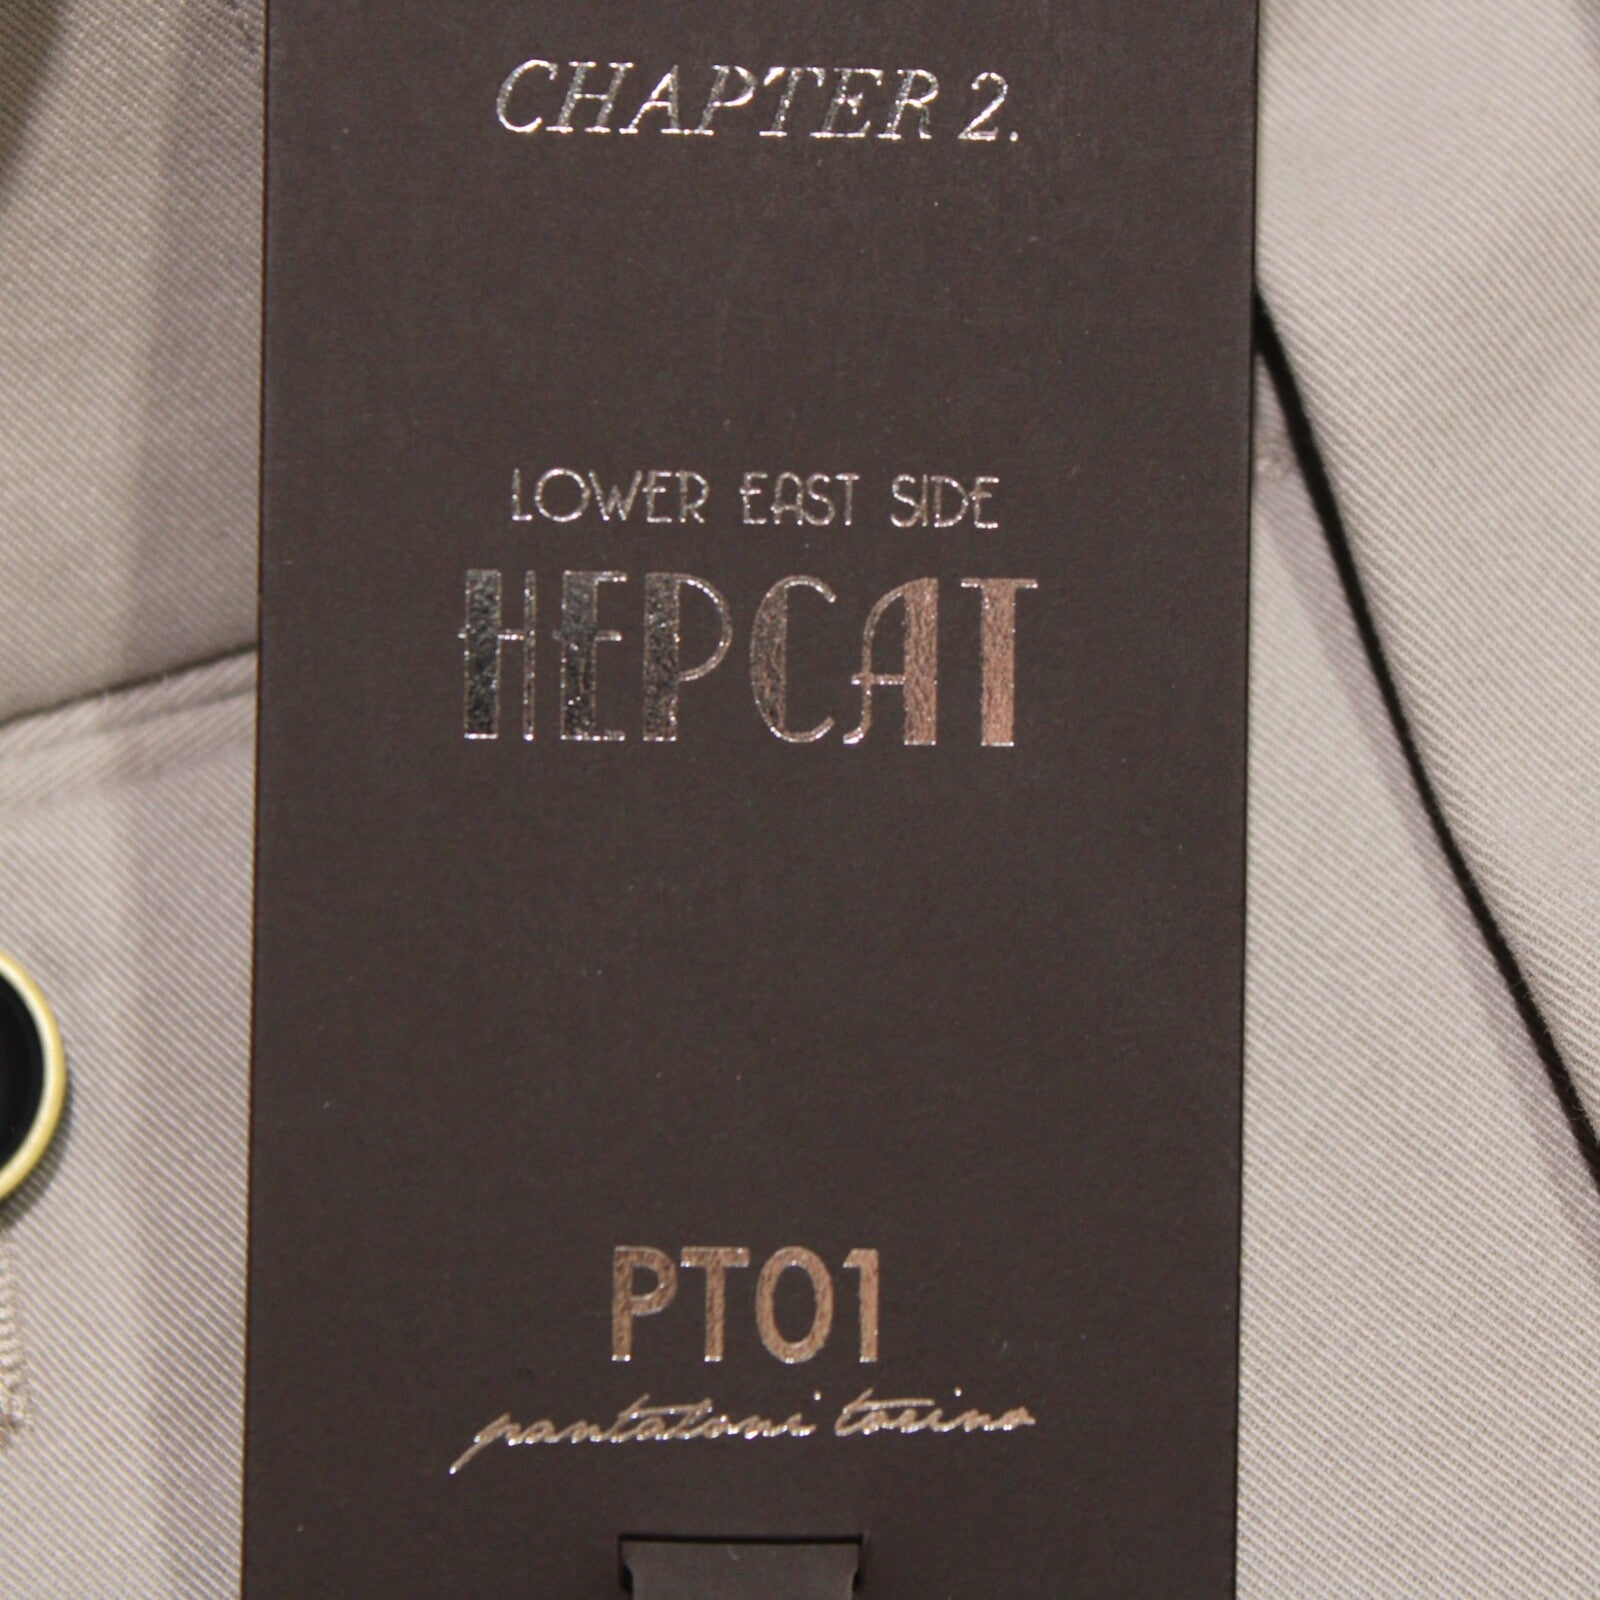 CHAPTER 2.
LOWER EAST SIDE
HEPCAT
PT01
pantaloni torino